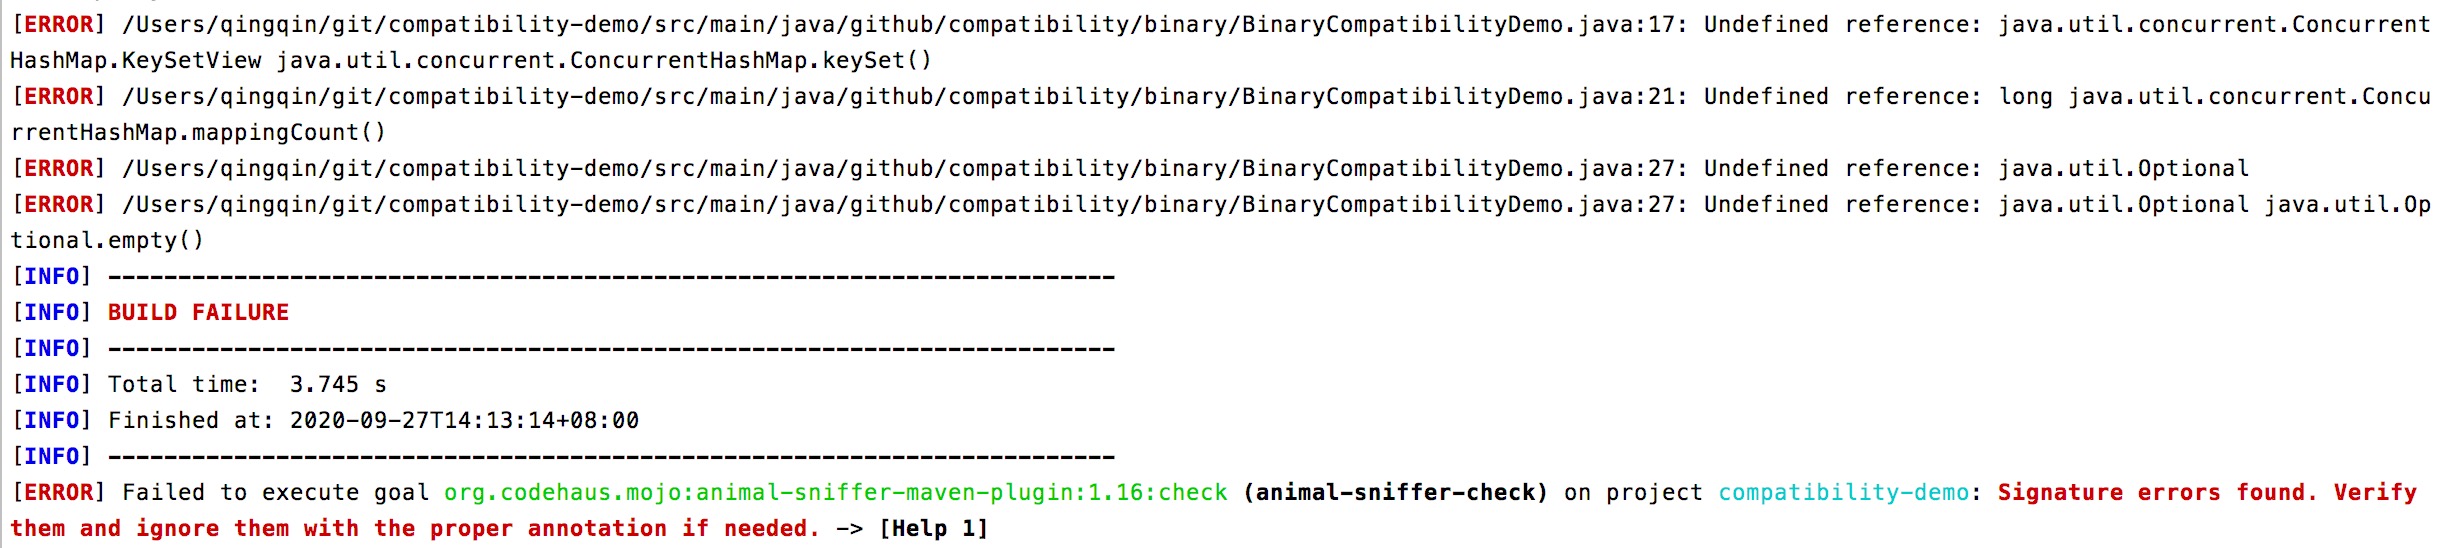 [ERROR] /Users/qingqin/git/compatibility-demo/src/main/java/github/compatibility/binary/BinaryCompatibilityDemo.java:17: Undefined reference: java.util.concurrent.Concurrent
HashMap.KeySetView java.util.concurrent.ConcurrentHashMap.keySet()
[ERROR] /Users/qingqin/git/compatibility-demo/src/main/java/github/compatibility/binary/BinaryCompatibilityDemo.java:21: Undefined reference: long java.util.concurrent.Concu
rrentHashMap.mappingCount()
[ERROR] /Users/qingqin/git/compatibility-demo/src/main/java/github/compatibility/binary/BinaryCompatibilityDemo.java:27: Undefined reference: java.util.Optional
[ERROR] /Users/qingqin/git/compatibility-demo/src/main/java/github/compatibility/binary/BinaryCompatibilityDemo.java:27: Undefined reference: java.util.Optional java.util.Op
tional.empty()
[INFO] ------------------------------------------------------------------------
[INFO] BUILD FAILURE
[INFO] ------------------------------------------------------------------------
[INFO] Total time:  3.745 s
[INFO] Finished at: 2020-09-27T14:13:14+08:00
[INFO] ------------------------------------------------------------------------
[ERROR] Failed to execute goal org.codehaus.mojo:animal-sniffer-maven-plugin:1.16:check (animal-sniffer-check) on project compatibility-demo: Signature errors found. Verify
them and ignore them with the proper annotation if needed. -> [Help 1]